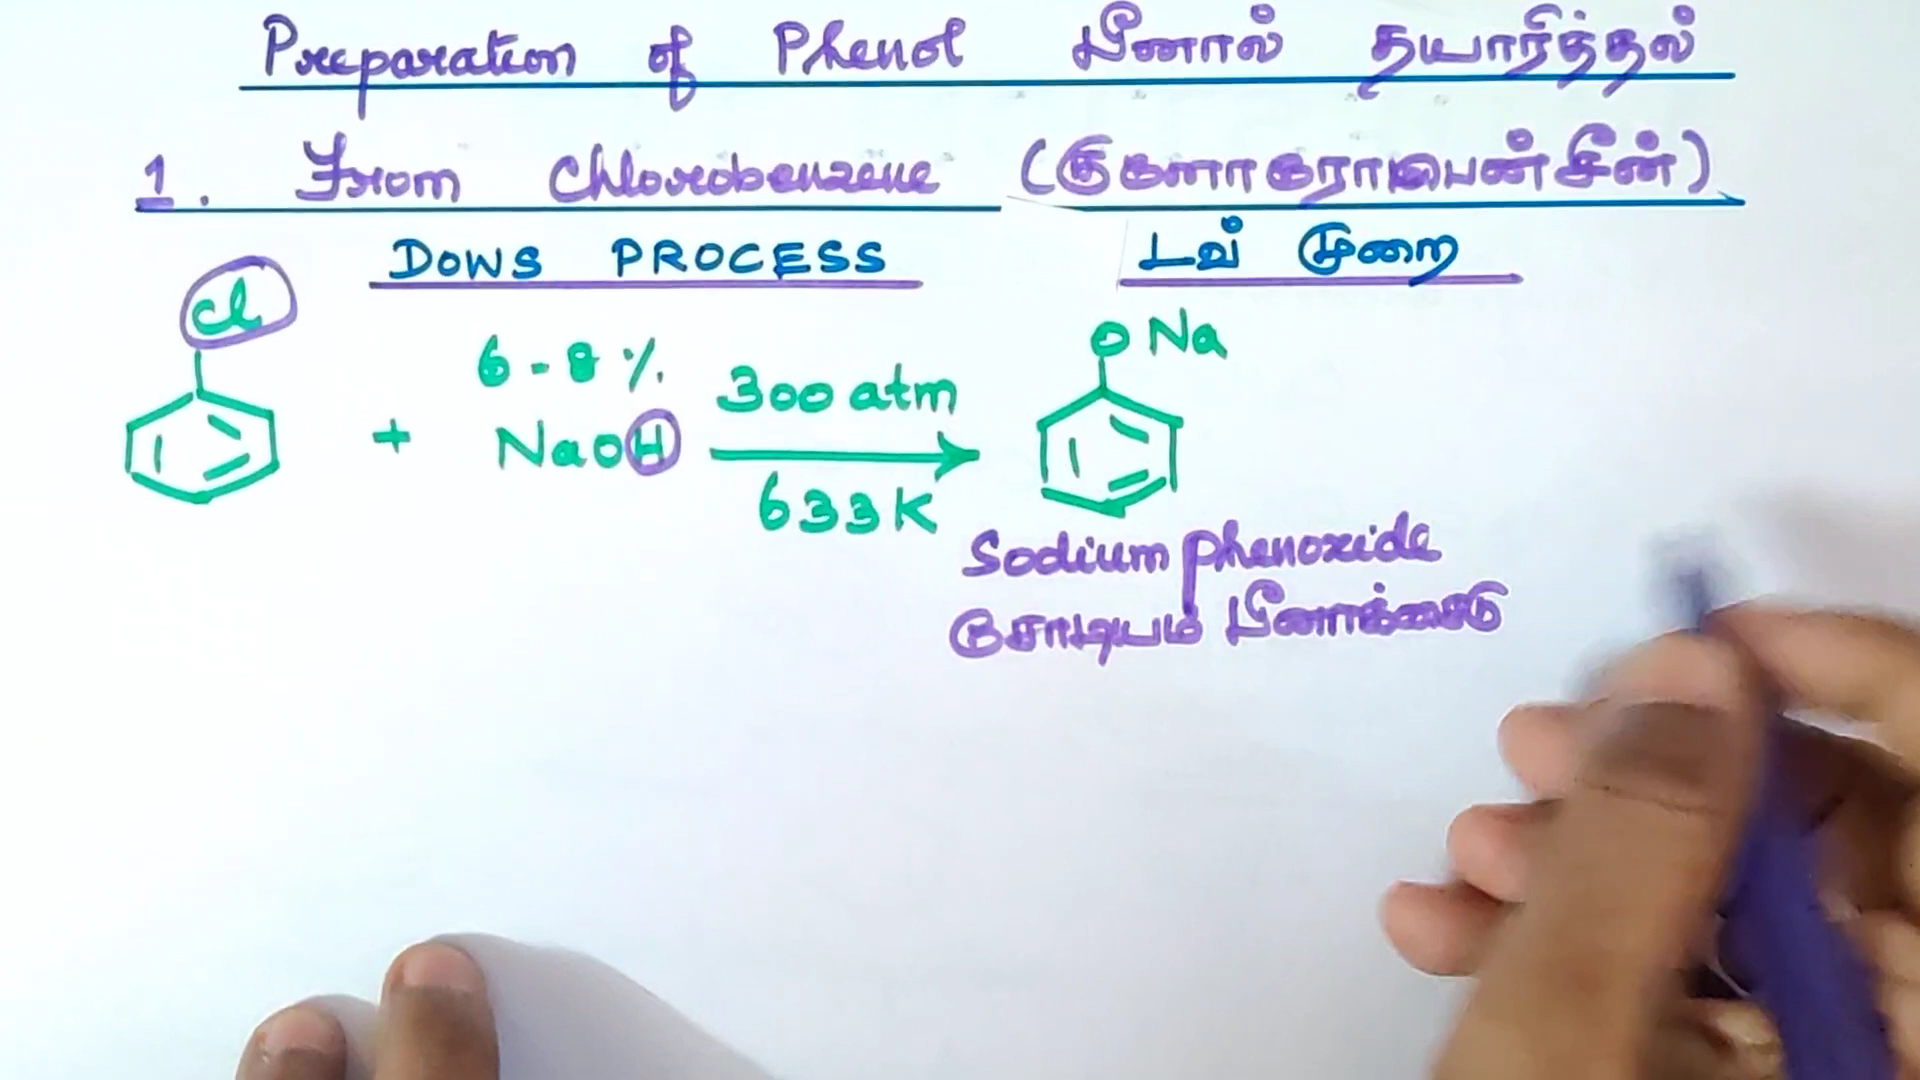 Preparation of Phenol பீனால் தயாரித்தல்
1. From Chlorobenzene (குளோரோபென்சீன்)
DOWS PROCESS டவ் முறை
Cl
6-8%
+ NaOH
300 atm
633K
O Na
Sodium phenoxide
சோடியம் பீனாக்சைடு